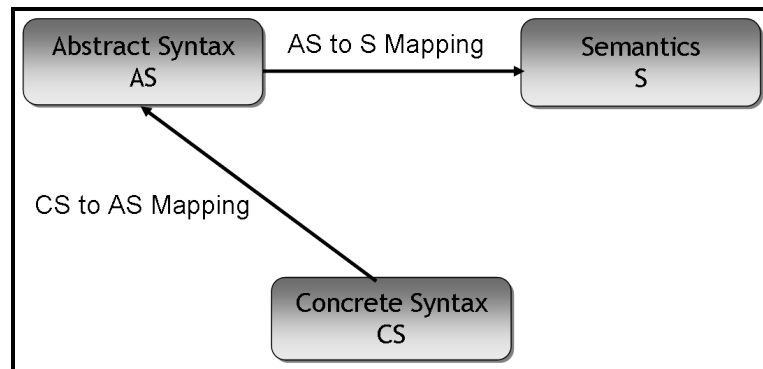 Abstract Syntax
AS
AS to S Mapping
Semantics
S
CS to AS Mapping
Concrete Syntax
CS